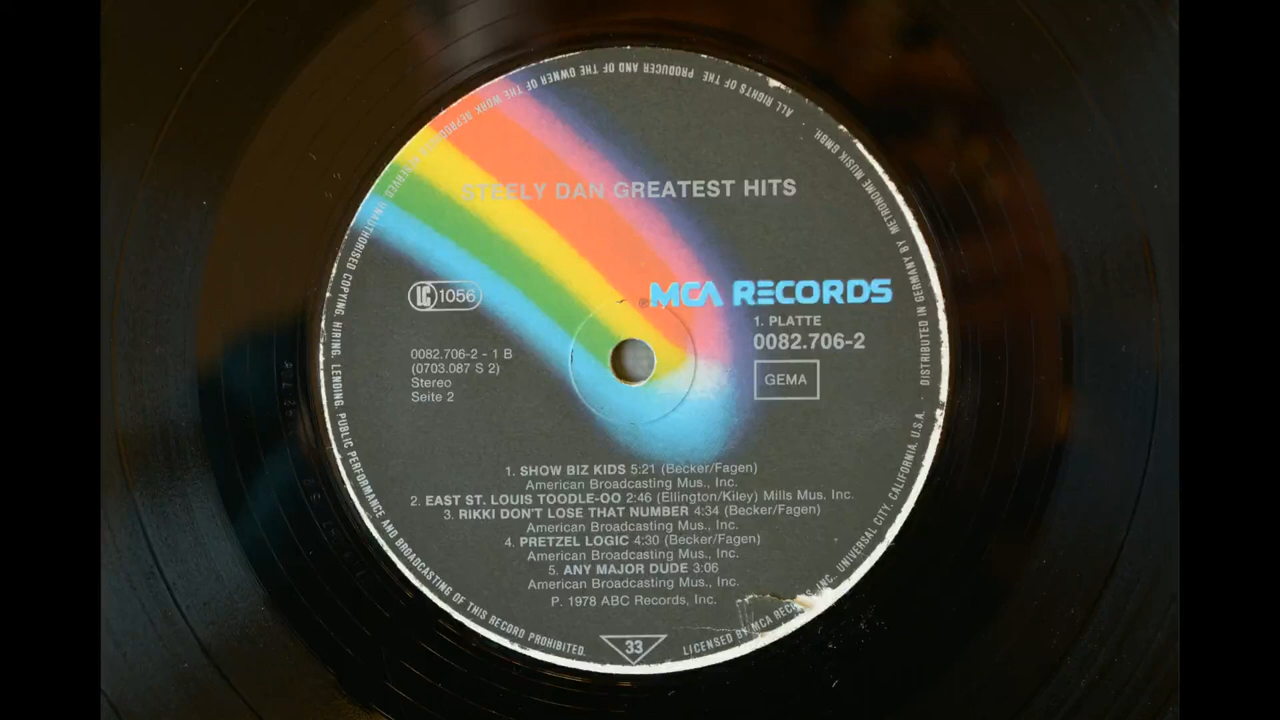 ALL RIGHTS OF THE PRODUCER AND OF THE OWNER OF THE WORK REPRODUCED RESERVED. UNAUTHORISED COPYING, HIRING, LENDING, PUBLIC PERFORMANCE AND BROADCASTING OF THIS RECORD PROHIBITED.
STEELY DAN GREATEST HITS
LC 1056
℗ MCA RECORDS
1. PLATTE
0082.706-2
GEMA
0082.706-2 - 1 B
(0703.087 S 2)
Stereo
Seite 2
1. SHOW BIZ KIDS 5:21 (Becker/Fagen)
American Broadcasting Mus., Inc.
2. EAST ST. LOUIS TOODLE-OO 2:46 (Ellington/Kiley) Mills Mus. Inc.
3. RIKKI DON'T LOSE THAT NUMBER 4:34 (Becker/Fagen)
American Broadcasting Mus., Inc.
4. PRETZEL LOGIC 4:30 (Becker/Fagen)
American Broadcasting Mus., Inc.
5. ANY MAJOR DUDE 3:06
American Broadcasting Mus., Inc.
P. 1978 ABC Records, Inc.
33
LICENSED BY MCA RECORDS, INC. UNIVERSAL CITY, CALIFORNIA, U.S.A. DISTRIBUTED IN GERMANY BY METRONOME MUSIK GMBH.